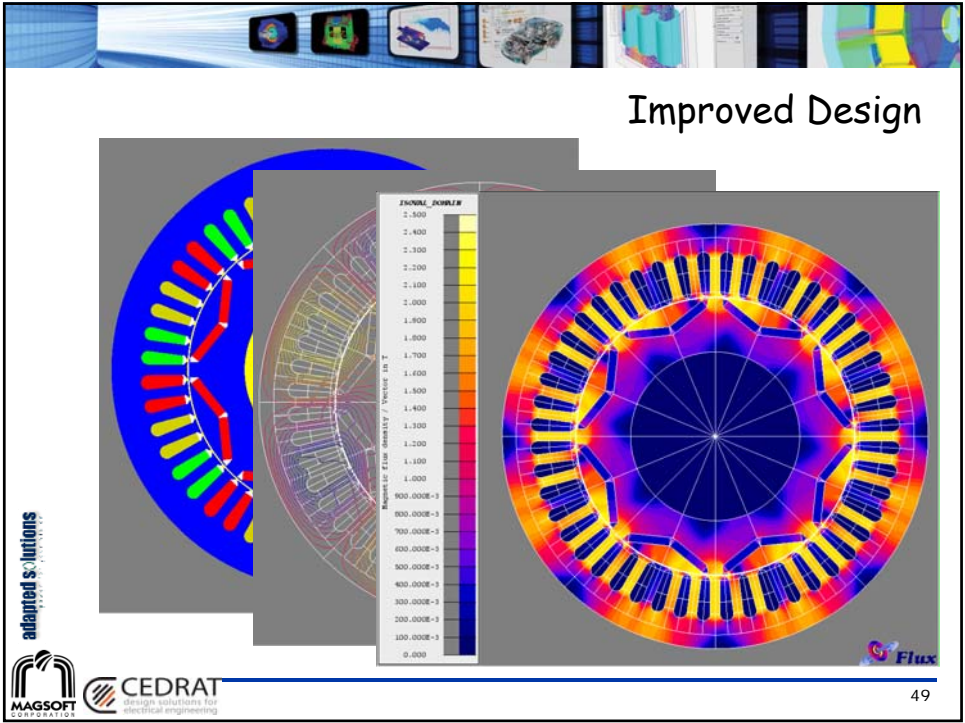 Improved Design
ISOVAL_DOMAIN
2.500
2.400
2.300
2.200
2.100
2.000
1.900
1.800
1.700
1.600
1.500
1.400
1.300
1.200
1.100
1.000
900.000E-3
800.000E-3
700.000E-3
600.000E-3
500.000E-3
400.000E-3
300.000E-3
200.000E-3
100.000E-3
0.000
Magnetic flux density / Vector in T
Flux
adapted solutions
MAGSOFT
CORPORATION
CEDRAT
design solutions for
electrical engineering
49